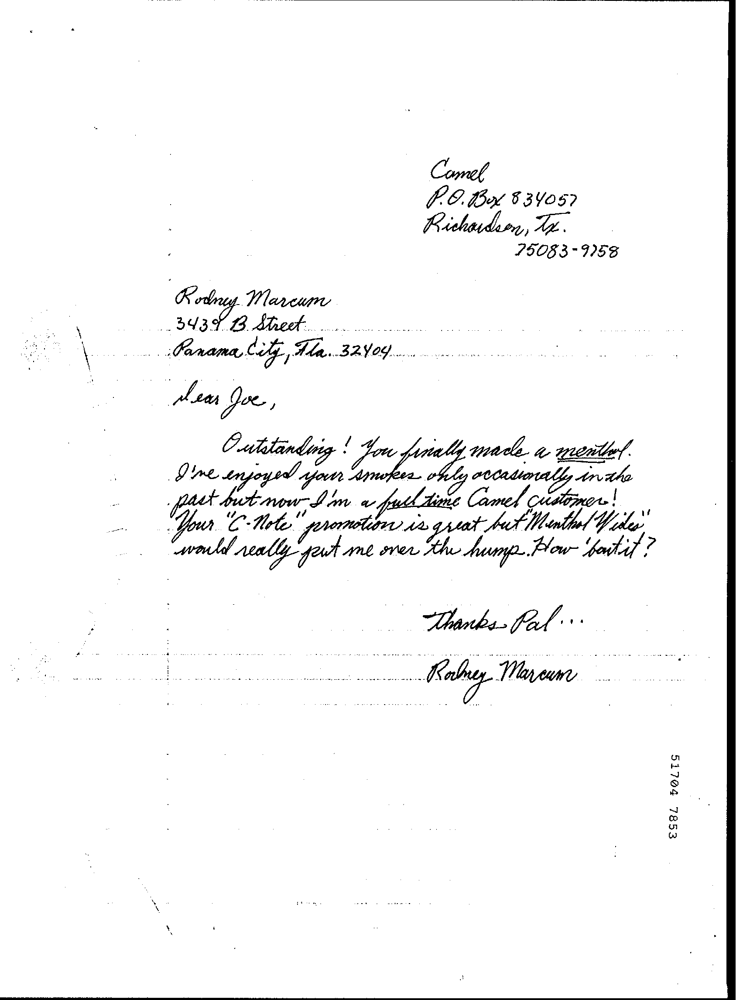 Camel
P.O. Box 834057
Richardson, Tx.
75083-9758
Rodney Marcum
3439 B Street
Panama City, Fla. 32404
Dear Joe,
Outstanding! You finally made a menthol.
I've enjoyed your smokes only occasionally in the
past but now I'm a full time Camel customer!
Your "C-Note" promotion is great but "Menthol Wides"
would really put me over the hump. How 'bout it?
Thanks Pal...
Rodney Marcum
51704 7853